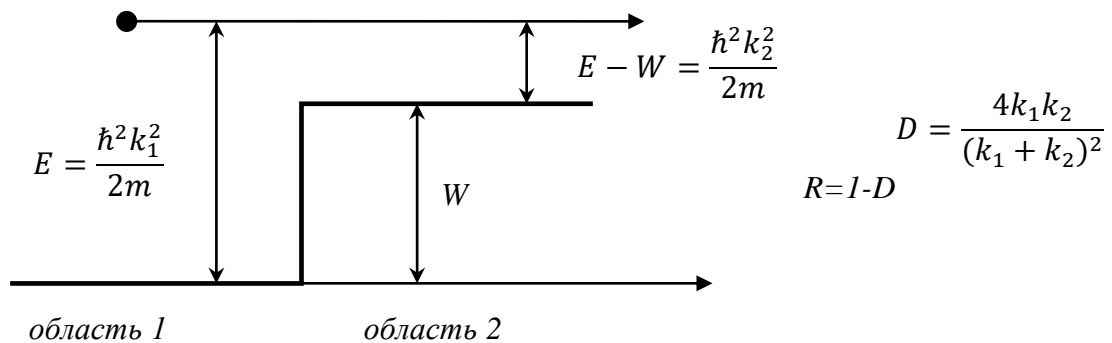 E − W = ħ²k₂²/2m
E = ħ²k₁²/2m
W
D = 4k₁k₂/(k₁ + k₂)²
R=1-D
область 1
область 2